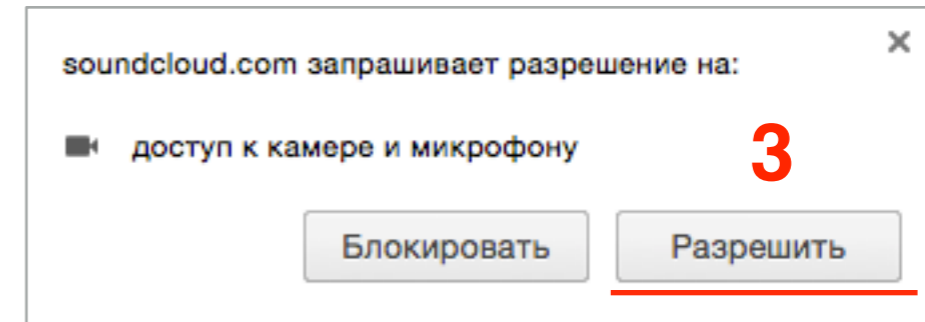 soundcloud.com запрашивает разрешение на:
доступ к камере и микрофону
3
Блокировать
Разрешить